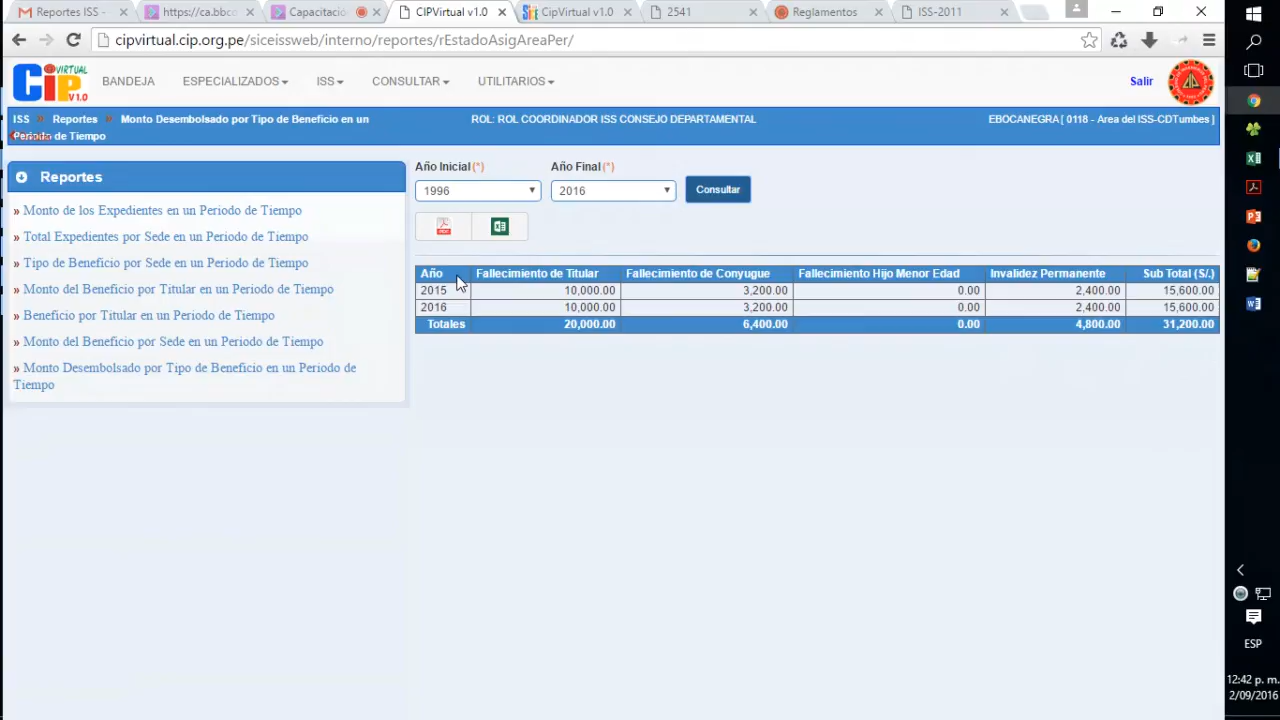 Reportes ISS - × https://ca.bbco × Capacitació × CIPVirtual v1.0 × CipVirtual v1.0 × 2541 × Reglamentos × ISS-2011 ×
cipvirtual.cip.org.pe/siceissweb/interno/reportes/rEstadoAsigAreaPer/
VIRTUAL
CIP
V 1.0
BANDEJA ESPECIALIZADOS ISS CONSULTAR UTILITARIOS Salir
ISS » Reportes » Monto Desembolsado por Tipo de Beneficio en un
Periodo de Tiempo
ROL: ROL COORDINADOR ISS CONSEJO DEPARTAMENTAL
EBOCANEGRA [ 0118 - Area del ISS-CDTumbes ]
Reportes
» Monto de los Expedientes en un Periodo de Tiempo
» Total Expedientes por Sede en un Periodo de Tiempo
» Tipo de Beneficio por Sede en un Periodo de Tiempo
» Monto del Beneficio por Titular en un Periodo de Tiempo
» Beneficio por Titular en un Periodo de Tiempo
» Monto del Beneficio por Sede en un Periodo de Tiempo
» Monto Desembolsado por Tipo de Beneficio en un Periodo de
Tiempo
Año Inicial (*) Año Final (*)
1996 2016 Consultar
PDF
Año Fallecimiento de Titular Fallecimiento de Conyugue Fallecimiento Hijo Menor Edad Invalidez Permanente Sub Total (S/.)
2015 10,000.00 3,200.00 0.00 2,400.00 15,600.00
2016 10,000.00 3,200.00 0.00 2,400.00 15,600.00
Totales 20,000.00 6,400.00 0.00 4,800.00 31,200.00
ESP
12:42 p. m.
2/09/2016